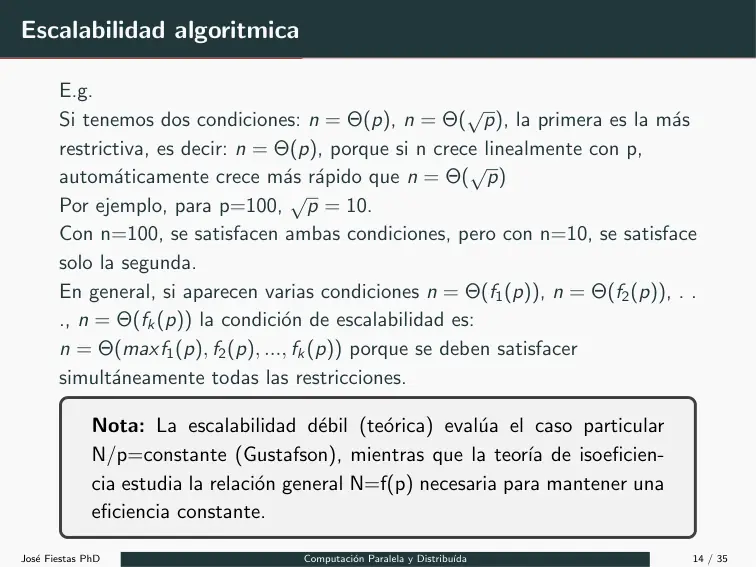 Escalabilidad algoritmica
E.g.
Si tenemos dos condiciones: n = Θ(p), n = Θ(√p), la primera es la más
restrictiva, es decir: n = Θ(p), porque si n crece linealmente con p,
automáticamente crece más rápido que n = Θ(√p)
Por ejemplo, para p=100, √p = 10.
Con n=100, se satisfacen ambas condiciones, pero con n=10, se satisface
solo la segunda.
En general, si aparecen varias condiciones n = Θ(f₁(p)), n = Θ(f₂(p)), . .
., n = Θ(fₖ(p)) la condición de escalabilidad es:
n = Θ(maxf₁(p), f₂(p), ..., fₖ(p)) porque se deben satisfacer
simultáneamente todas las restricciones.
Nota: La escalabilidad débil (teórica) evalúa el caso particular
N/p=constante (Gustafson), mientras que la teoría de isoeficien-
cia estudia la relación general N=f(p) necesaria para mantener una
eficiencia constante.
José Fiestas PhD
Computación Paralela y Distribuída
14 / 35